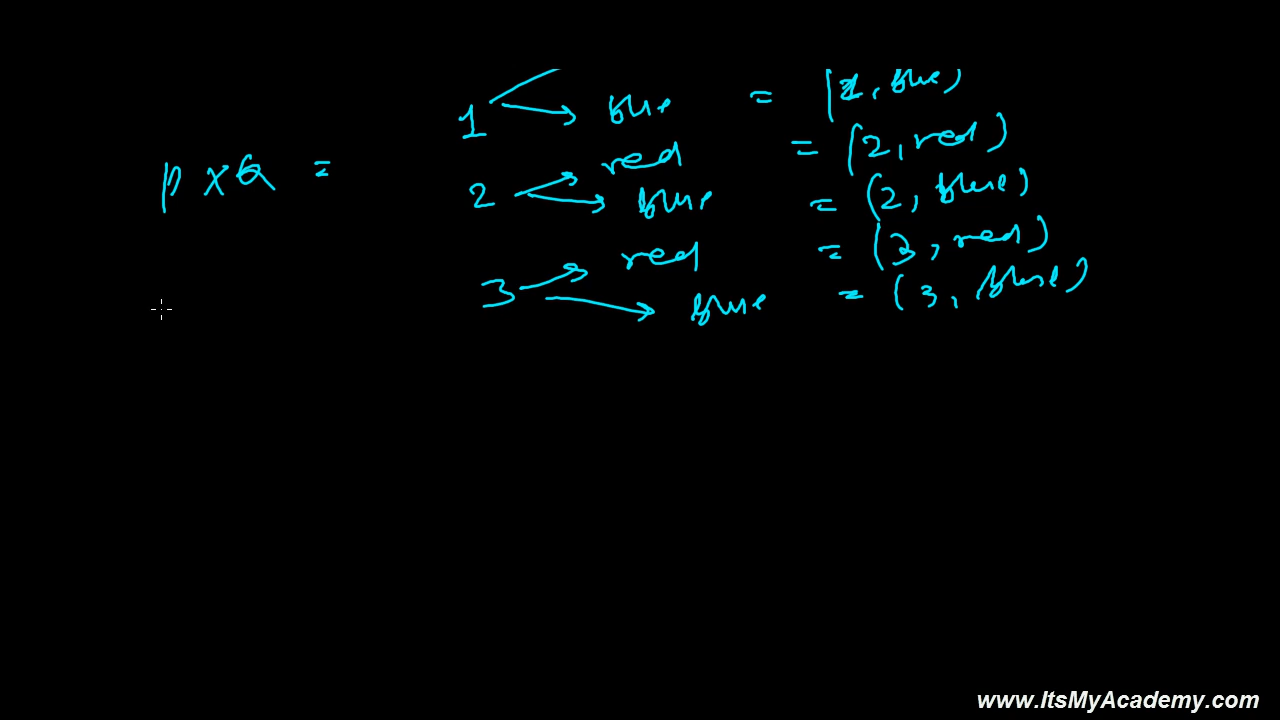 1 blue = (1, blue)
red = (2, red)
P X Q = 2 blue = (2, blue)
red = (3, red)
3 blue = (3, blue)
www.ItsMyAcademy.com